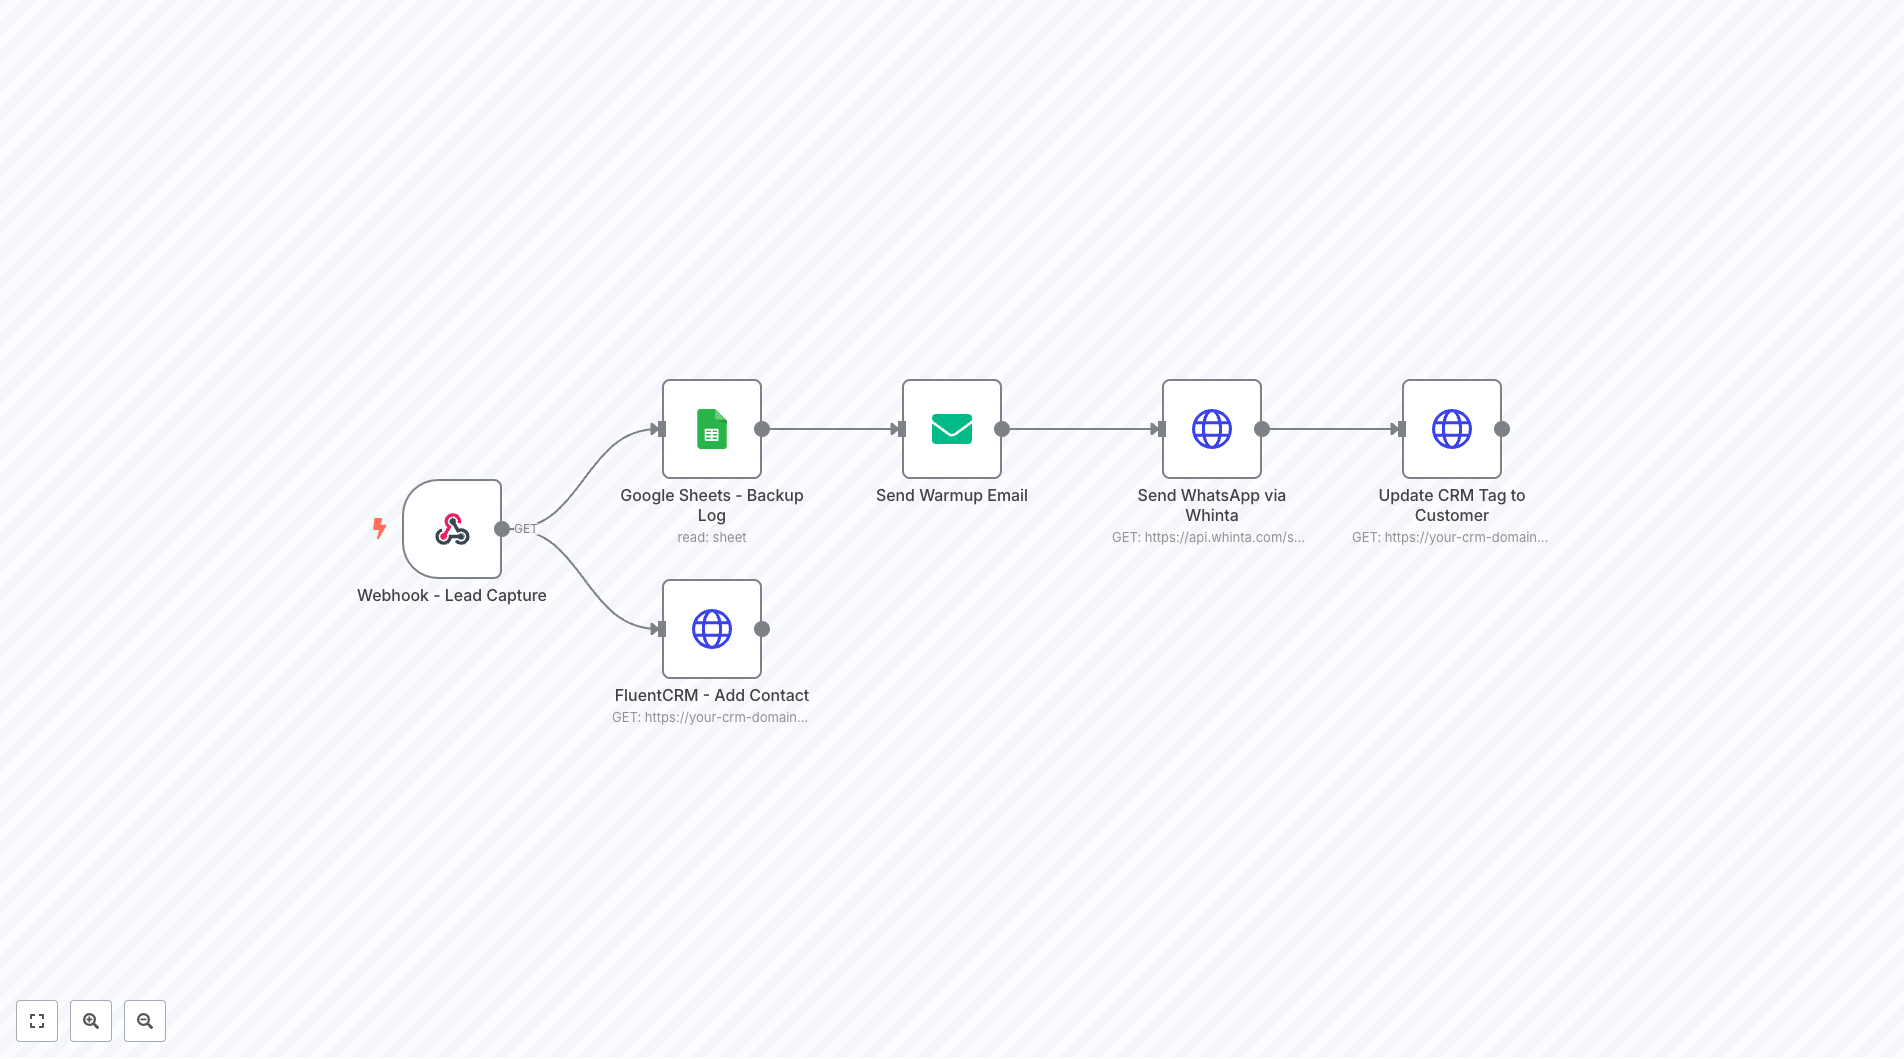 GET
Webhook - Lead Capture
Google Sheets - Backup
Log
read: sheet
Send Warmup Email
Send WhatsApp via
Whinta
GET: https://api.whinta.com/s...
Update CRM Tag to
Customer
GET: https://your-crm-domain...
FluentCRM - Add Contact
GET: https://your-crm-domain...